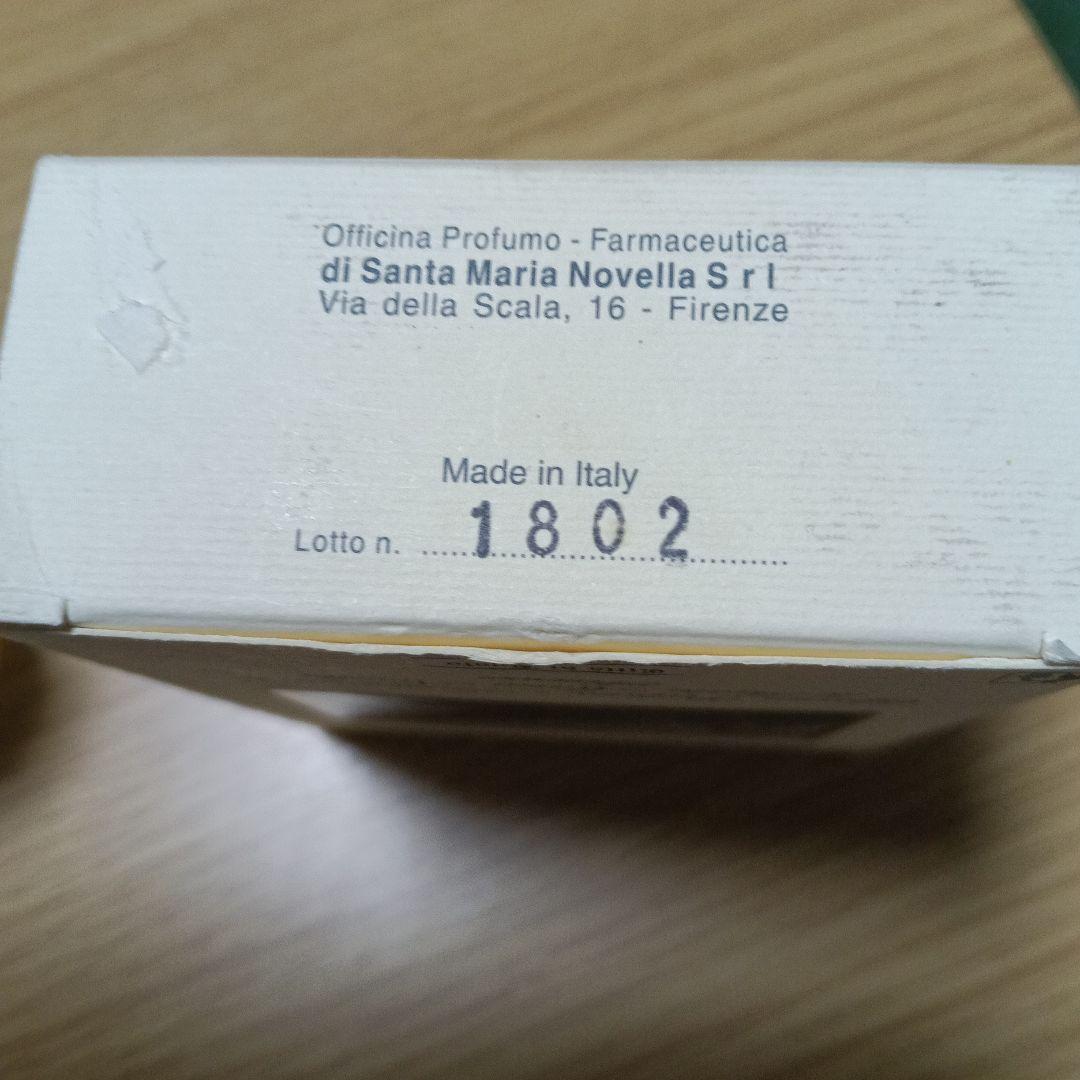 Officina Profumo - Farmaceutica
di Santa Maria Novella S r l
Via della Scala, 16 - Firenze
Made in Italy
Lotto n. ......1802..........